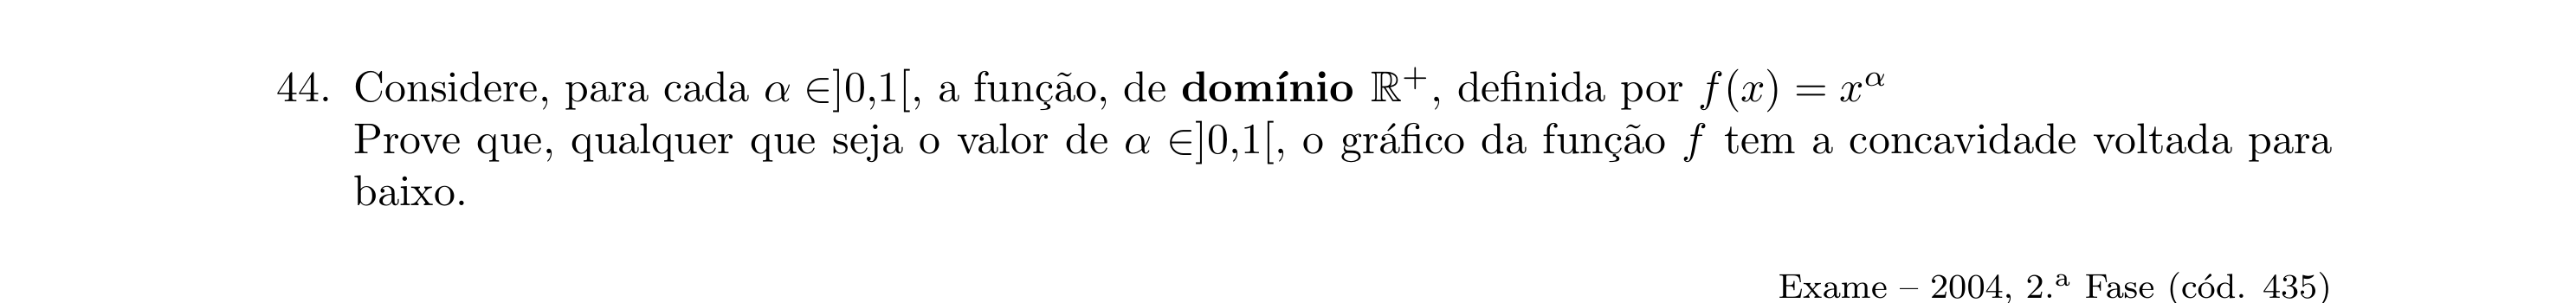 44. Considere, para cada α ∈]0,1[, a função, de domínio ℝ⁺, definida por f(x) = x^α
Prove que, qualquer que seja o valor de α ∈]0,1[, o gráfico da função f tem a concavidade voltada para
baixo.
Exame – 2004, 2.ª Fase (cód. 435)